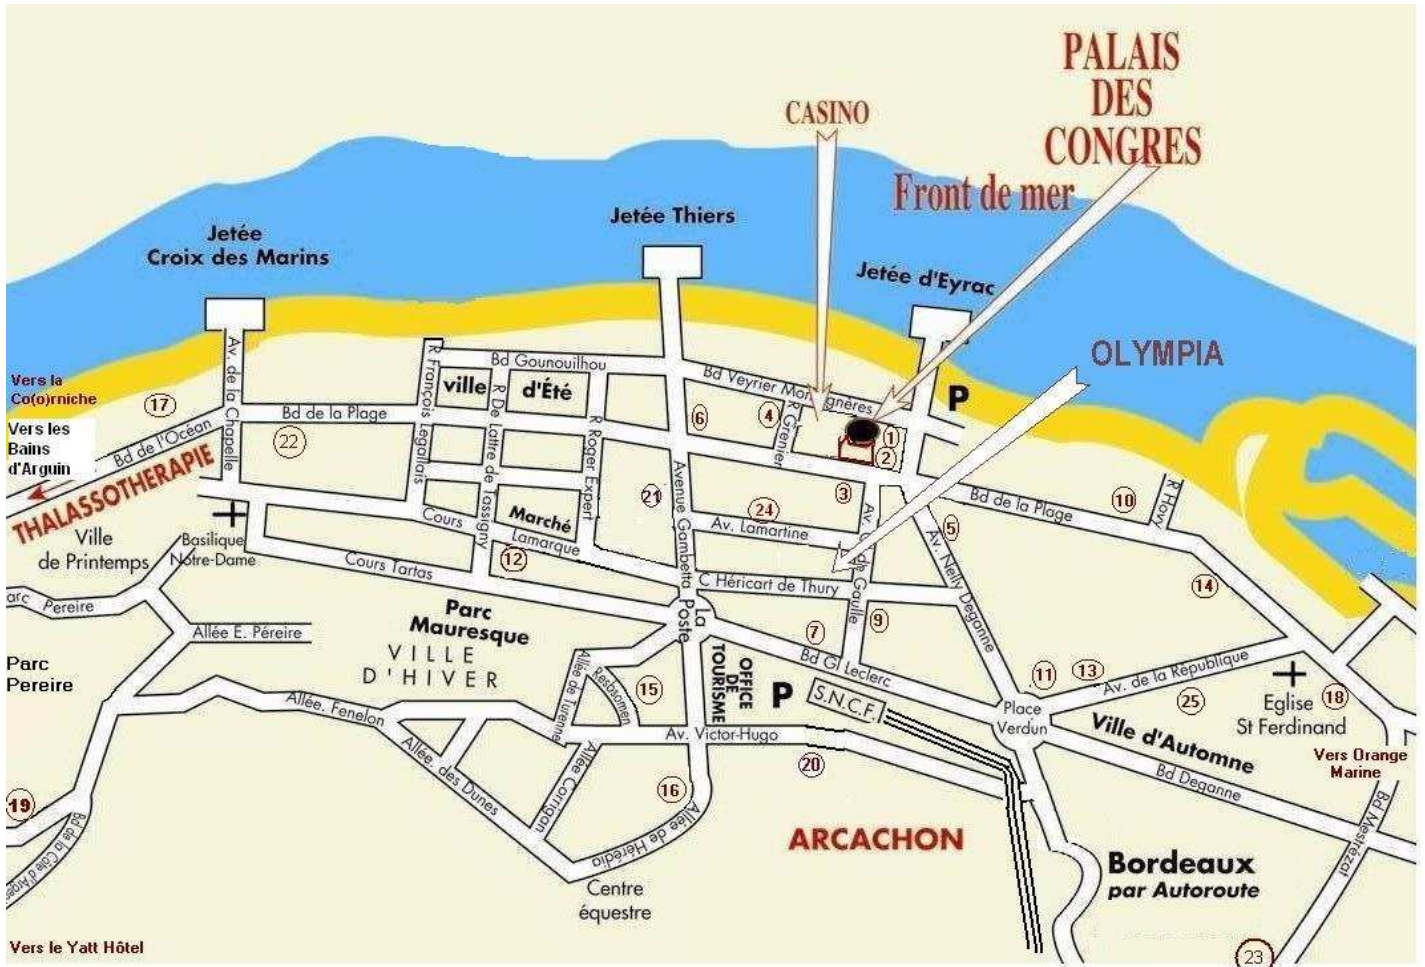 PALAIS
DES
CONGRES
CASINO
Front de mer
Jetée Thiers
Jetée
Croix des Marins
Jetée d'Eyrac
OLYMPIA
Vers la
Co(o)rniche
17
Vers les
Bains
d'Arguin
Bd de l'Océan
THALASSOTHERAPIE
Av. de la Chapelle
Bd de la Plage
22
R François Legallais
Bd Gounouilhou
ville
d'Été
R De Lattre de Tassigny
R Roger Expert
Bd Veyrier Montagnères
6
4
R Grenier
1
2
P
3
21
Avenue Gambetta
24
Av. Lamartine
Av. Gal de Gaulle
5
Av. Nelly Deganne
Bd de la Plage
10
R Hovy
14
Ville
de Printemps
Basilique
Notre-Dame
Cours
Lamarque
Marché
12
Cours Tartas
C Héricart de Thury
La
Poste
Parc Pereire
Allée E. Péreire
Parc
Mauresque
VILLE
D'HIVER
Parc
Pereire
7
9
Bd Gl Leclerc
11
13
Av. de la République
25
Eglise
St Ferdinand
18
OFFICE
DE
TOURISME
P
S.N.C.F.
Place
Verdun
Ville d'Automne
Vers Orange
Marine
Allée de Turenne
15
Allée. Fenelon
Av. Victor-Hugo
Allée. des Dunes
Allée Corrigan
16
20
Bd Deganne
Bd Mestrézat
19
Bd de la Côte d'Argent
Allée de Hérédia
ARCACHON
Bordeaux
par Autoroute
Centre
équestre
Vers le Yatt Hôtel
23